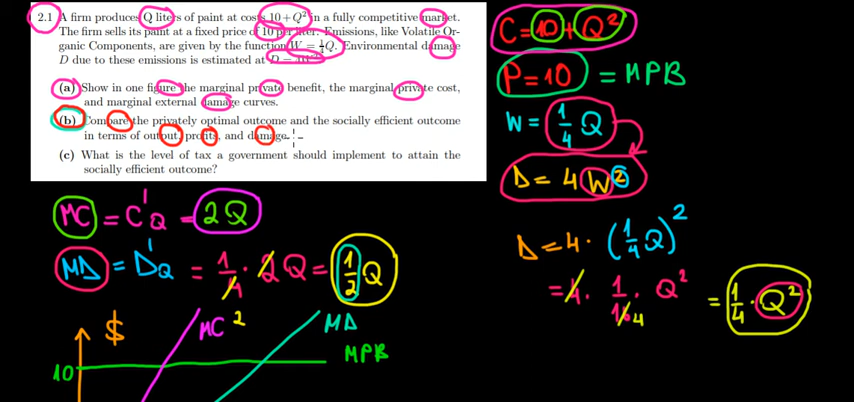 2.1 A firm produces Q liters of paint at costs 10 + Q² in a fully competitive market.
The firm sells its paint at a fixed price of 10 per liter. Emissions, like Volatile Or-
ganic Components, are given by the function W = ¼Q. Environmental damage
D due to these emissions is estimated at
(a) Show in one figure the marginal private benefit, the marginal private cost,
and marginal external damage curves.
(b) Compare the privately optimal outcome and the socially efficient outcome
in terms of output, profits, and damage.
(c) What is the level of tax a government should implement to attain the
socially efficient outcome?
C = 10 + Q²
P = 10 = MPB
W = (1/4 Q)
D = 4 W²
D = 4 · (1/4 Q)²
= 4 · 1/16 · Q² = 1/4 · Q²
4
MC = C'Q = 2Q
MD = D'Q = 1/4 · 2Q = 1/2 Q
$
MC 2
MD
MPB
10